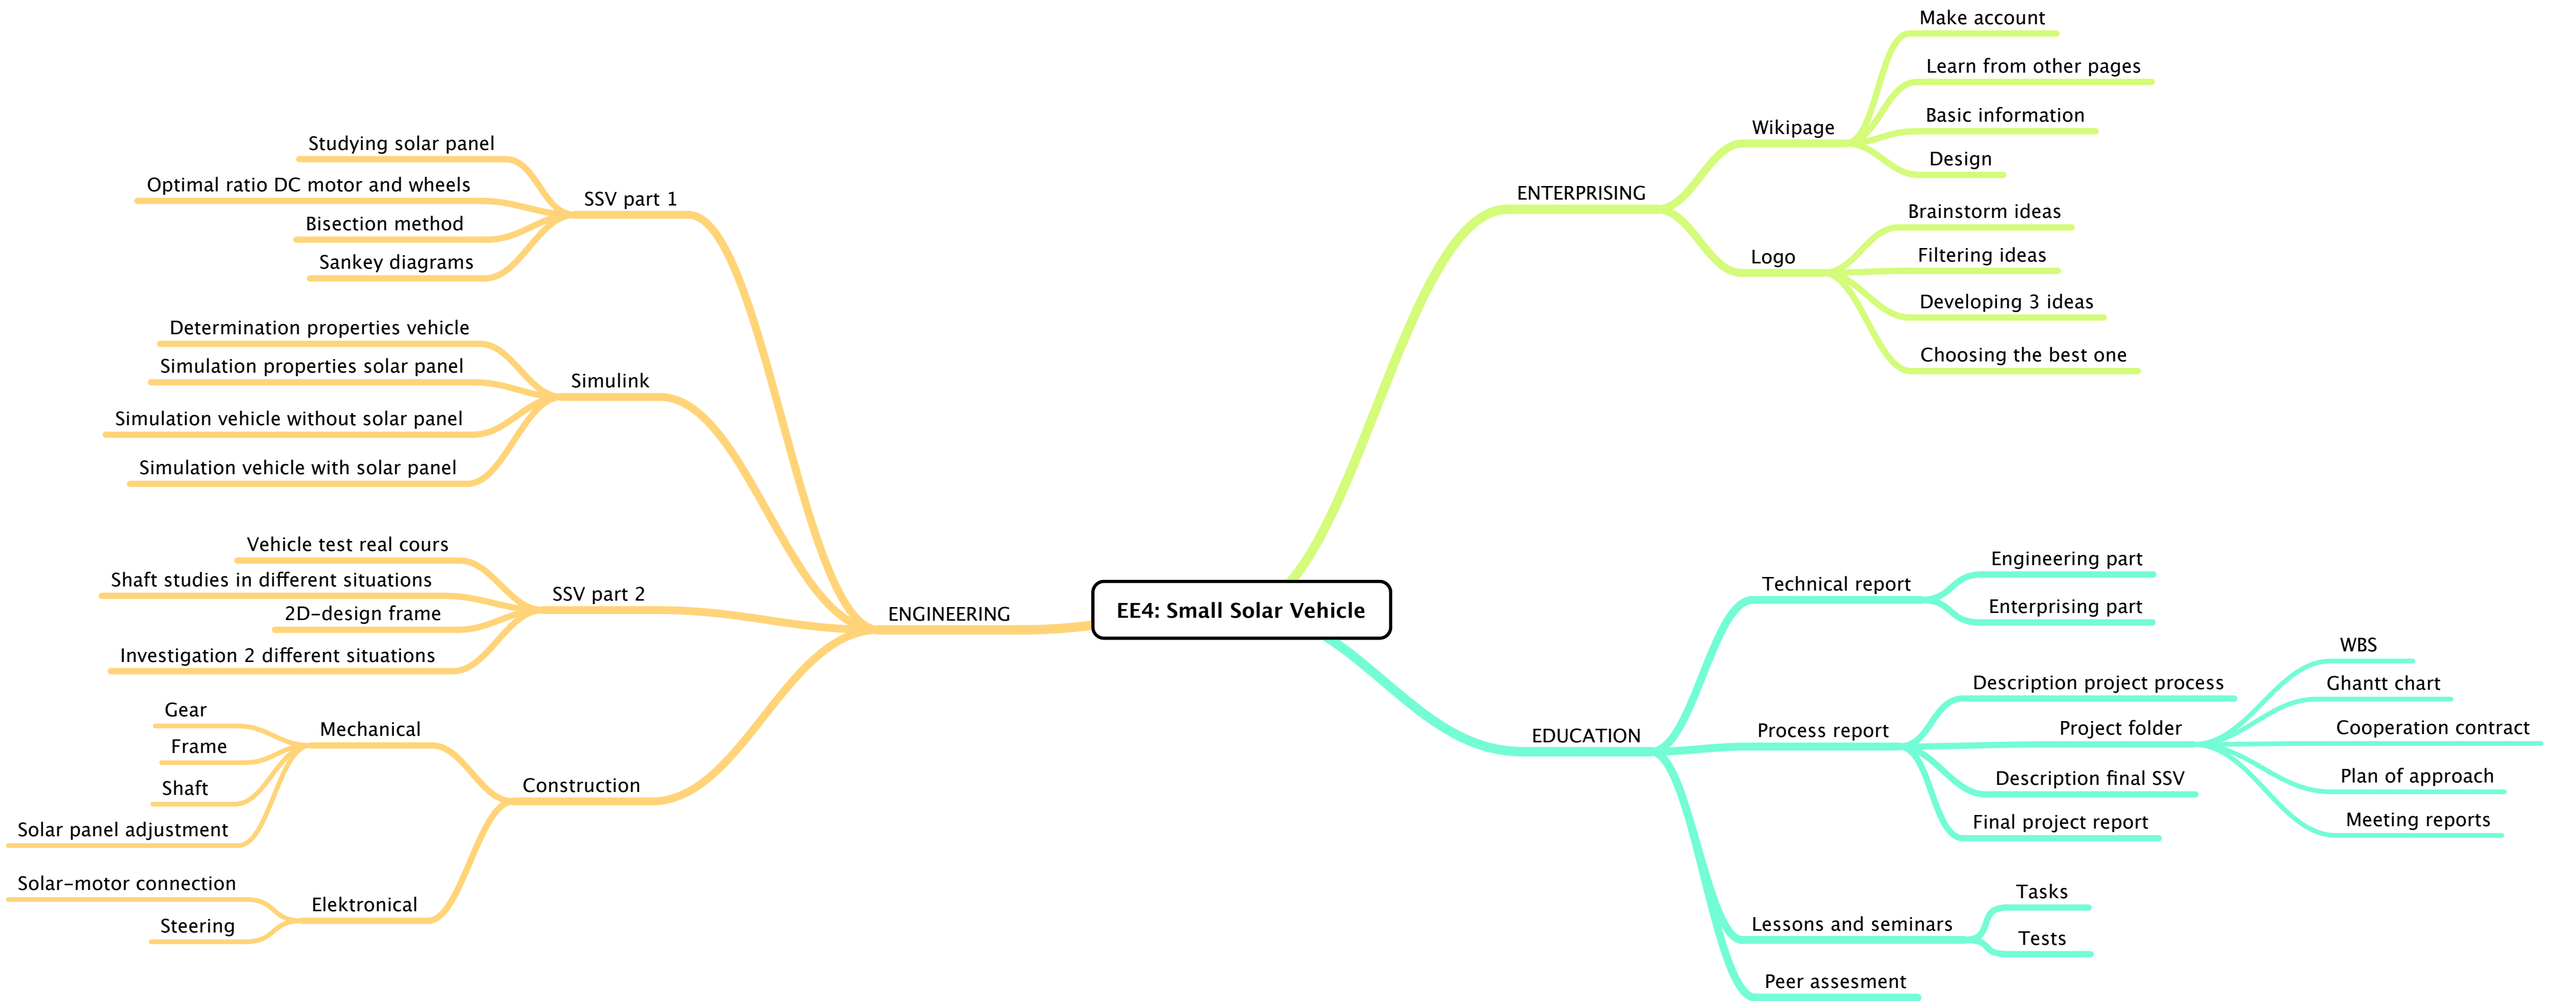 EE4: Small Solar Vehicle
ENGINEERING
SSV part 1
Studying solar panel
Optimal ratio DC motor and wheels
Bisection method
Sankey diagrams
Simulink
Determination properties vehicle
Simulation properties solar panel
Simulation vehicle without solar panel
Simulation vehicle with solar panel
SSV part 2
Vehicle test real cours
Shaft studies in different situations
2D-design frame
Investigation 2 different situations
Construction
Mechanical
Gear
Frame
Shaft
Solar panel adjustment
Elektronical
Solar-motor connection
Steering
ENTERPRISING
Wikipage
Make account
Learn from other pages
Basic information
Design
Logo
Brainstorm ideas
Filtering ideas
Developing 3 ideas
Choosing the best one
EDUCATION
Technical report
Engineering part
Enterprising part
Process report
Description project process
Project folder
WBS
Ghantt chart
Cooperation contract
Plan of approach
Meeting reports
Description final SSV
Final project report
Lessons and seminars
Tasks
Tests
Peer assesment